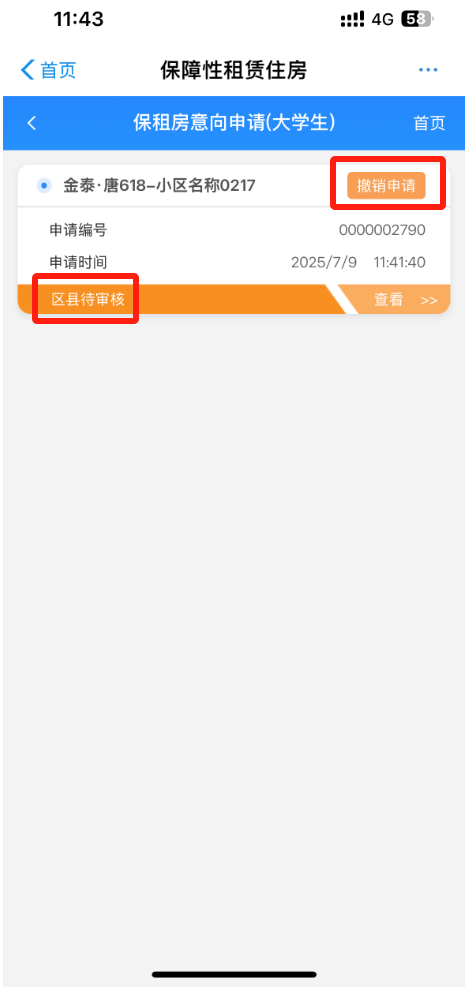 11:43 4G 58
首页 保障性租赁住房 ...
保租房意向申请(大学生) 首页
金泰·唐618-小区名称0217 撤销申请
申请编号 0000002790
申请时间 2025/7/9 11:41:40
区县待审核 查看 >>